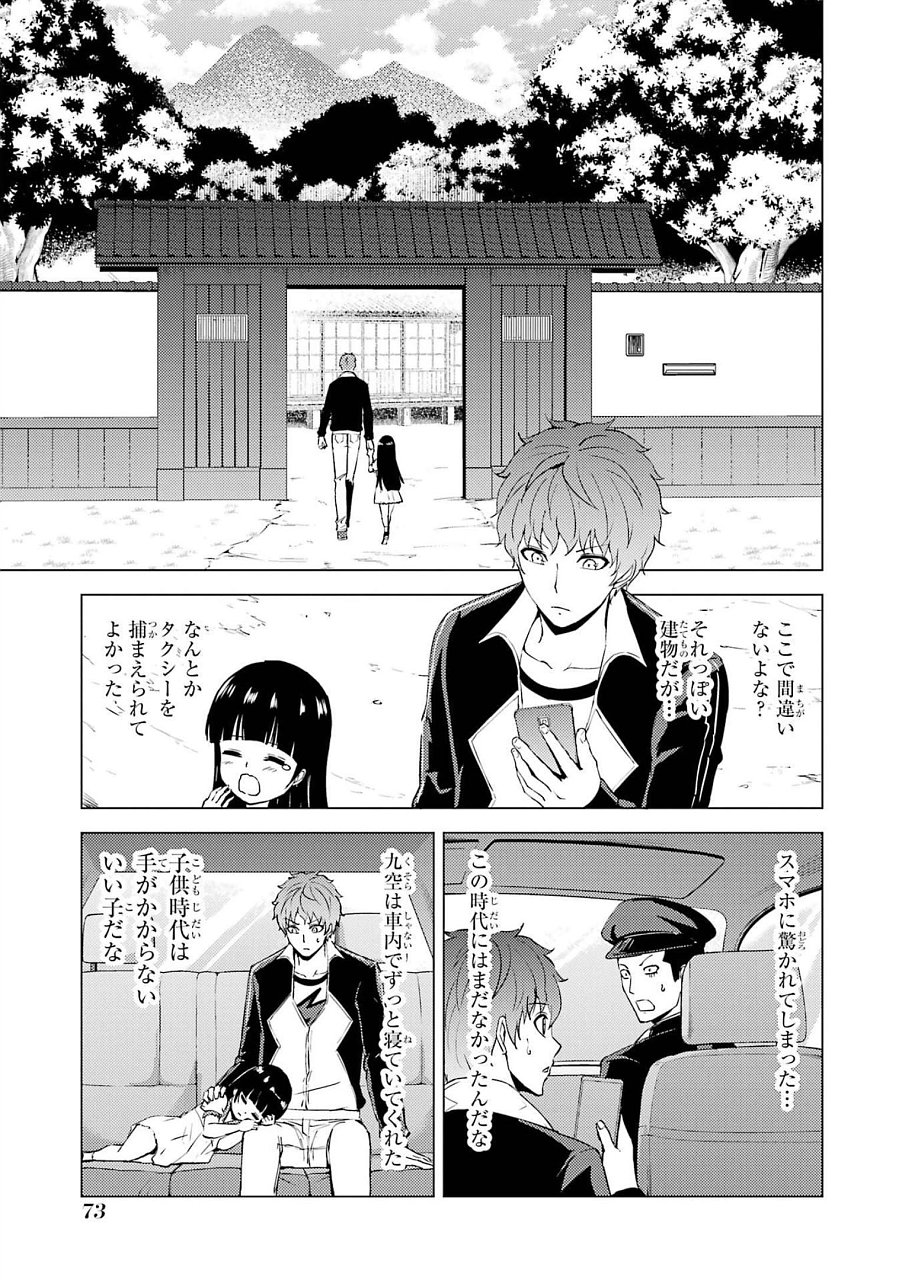 ここで間違い
ないよな?
それっぽい
建物だが…
なんとか
タクシーを
捕まえられて
よかった
スマホに驚かれてしまった…
この時代にはまだなかったんだな
九空は車内でずっと寝ていてくれた
子供時代は
手がかからない
いい子だな
73